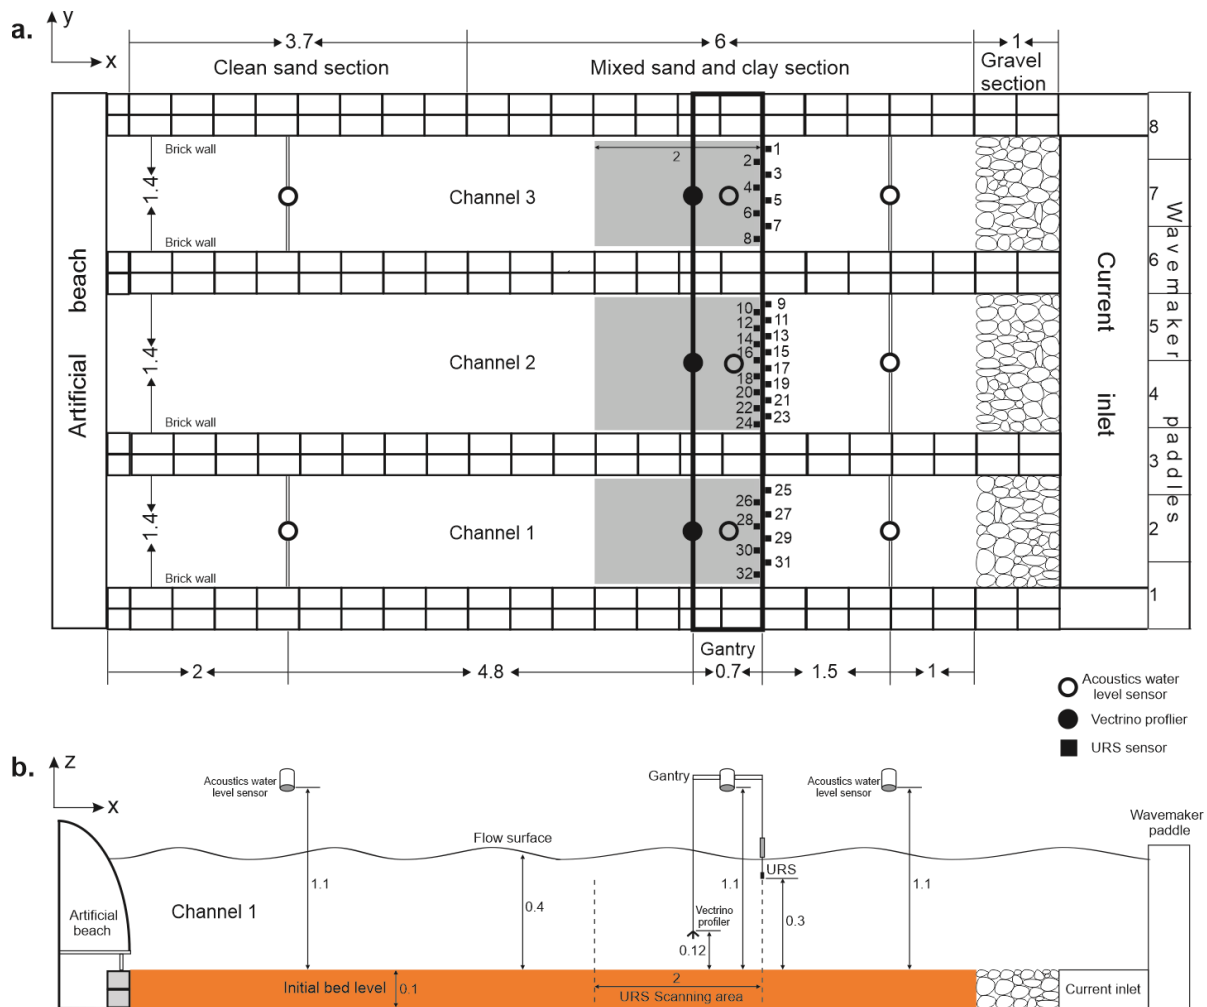 a.
y
x
3.7
6
1
Clean sand section
Mixed sand and clay section
Gravel
section
Artificial beach
Brick wall
1.4
Brick wall
Channel 3
2
1
2
3
4
5
6
7
8
Brick wall
1.4
Brick wall
Channel 2
9
10
11
12
13
14
15
16
17
18
19
20
21
22
23
24
1.4
Brick wall
Channel 1
25
26
27
28
29
30
31
32
Current inlet
8
7
6
5
4
3
2
1
Wavemaker paddles
Gantry
2
4.8
0.7
1.5
1
Acoustics water
level sensor
Vectrino proflier
URS sensor
b.
z
x
Acoustics water
level sensor
Gantry
Acoustics water
level sensor
Wavemaker
paddle
Flow surface
URS
1.1
0.4
1.1
0.3
1.1
Channel 1
Artificial
beach
Vectrino
profiler
0.12
Initial bed level
0.1
2
URS Scanning area
Current inlet